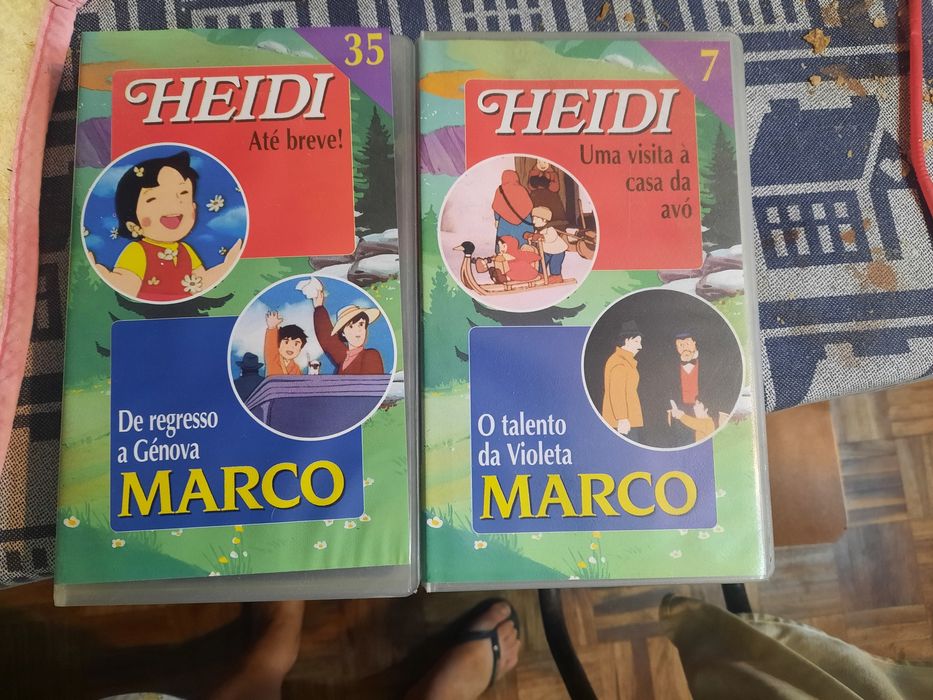 35
HEIDI
Até breve!
De regresso
a Génova
MARCO
7
HEIDI
Uma visita à
casa da
avó
O talento
da Violeta
MARCO